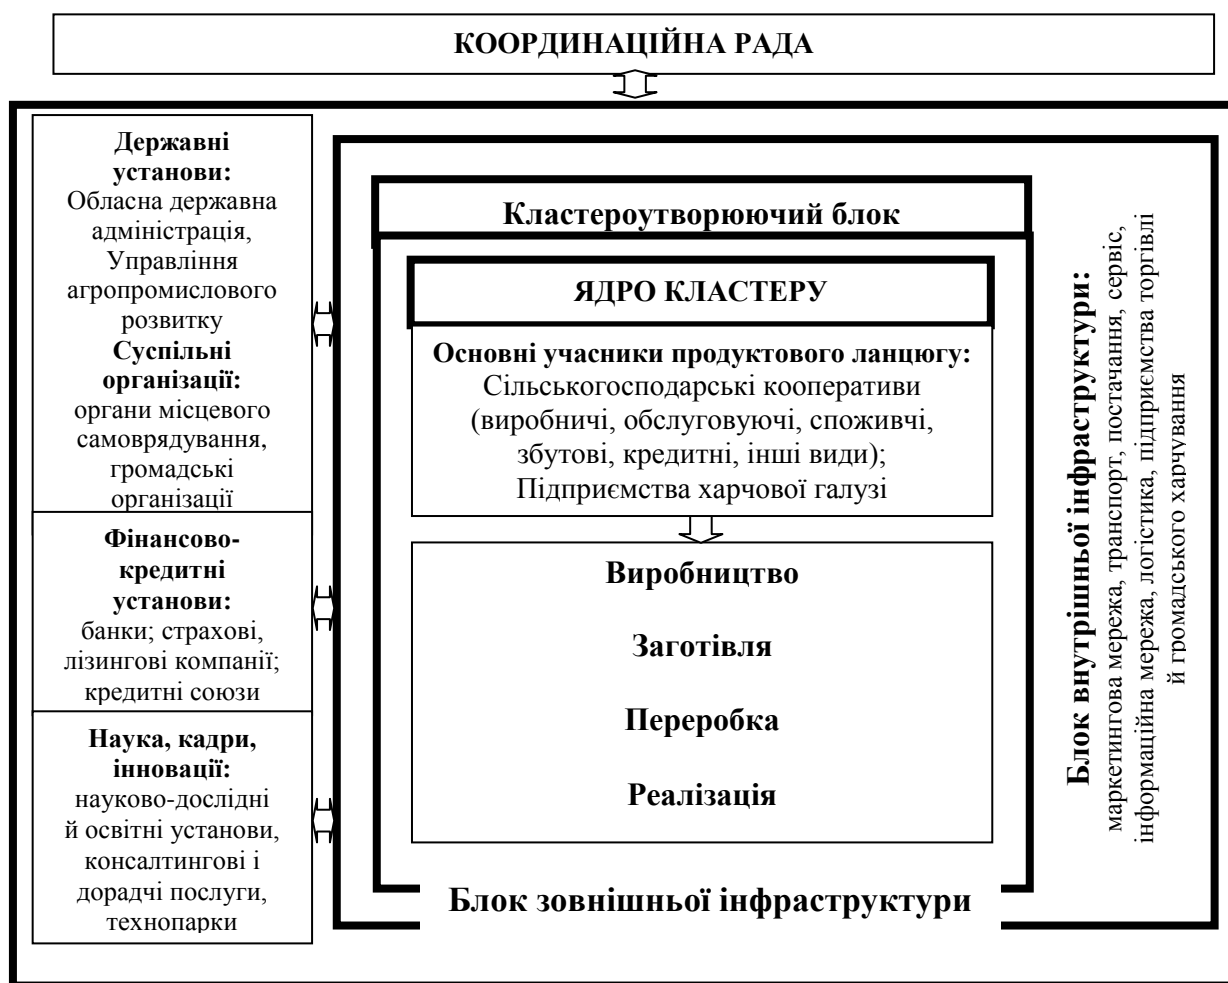 КООРДИНАЦІЙНА РАДА
Державні
установи:
Обласна державна
адміністрація,
Управління
агропромислового
розвитку
Суспільні
організації:
органи місцевого
самоврядування,
громадські
організації
Фінансово-
кредитні
установи:
банки; страхові,
лізингові компанії;
кредитні союзи
Наука, кадри,
інновації:
науково-дослідні
й освітні установи,
консалтингові і
дорадчі послуги,
технопарки
Кластероутворюючий блок
ЯДРО КЛАСТЕРУ
Основні учасники продуктового ланцюгу:
Сільськогосподарські кооперативи
(виробничі, обслуговуючі, споживчі,
збутові, кредитні, інші види);
Підприємства харчової галузі
Виробництво
Заготівля
Переробка
Реалізація
Блок зовнішньої інфраструктури
Блок внутрішньої інфраструктури:
маркетингова мережа, транспорт, постачання, сервіс,
інформаційна мережа, логістика, підприємства торгівлі
й громадського харчування